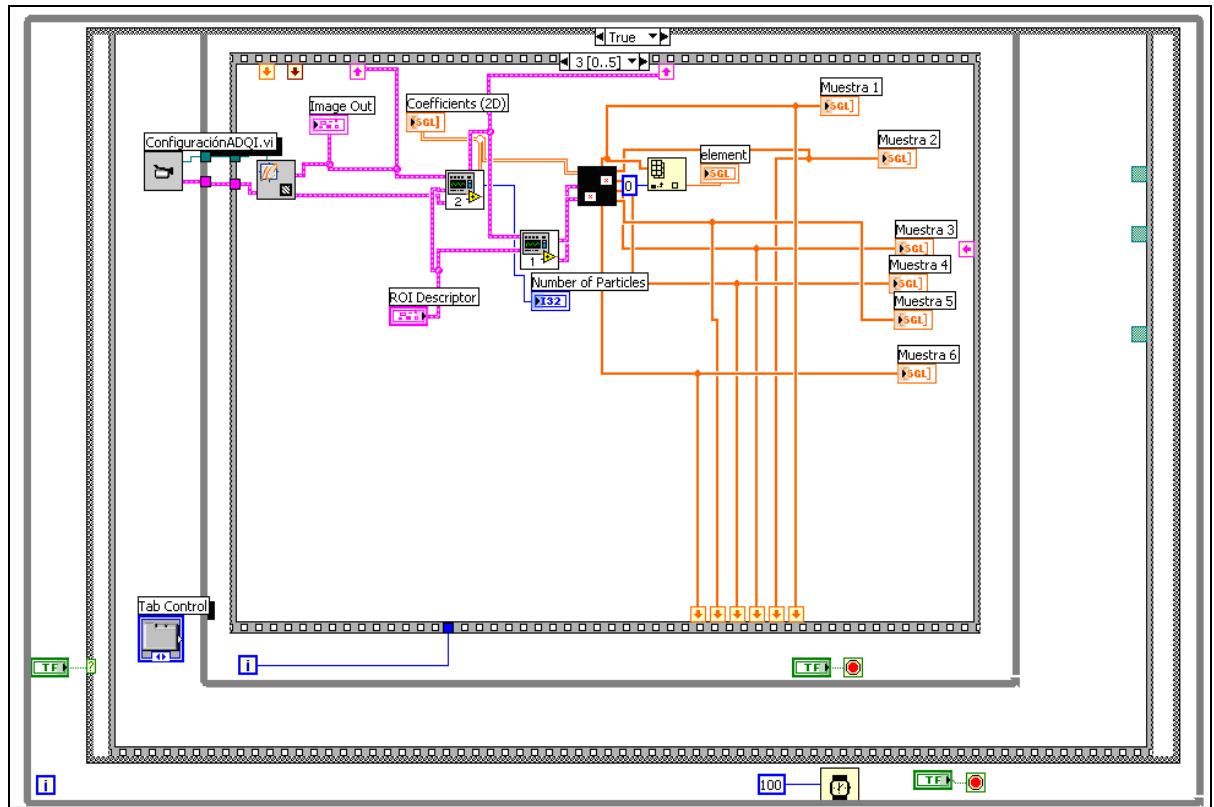 True
3 [0..5]
Muestra 1
SGL]
Image Out
Coefficients (2D)
SGL]
ConfiguraciónADQI.vi
Muestra 2
SGL]
element
SGL]
2
0
Muestra 3
SGL]
1
Muestra 4
SGL]
Number of Particles
I32
ROI Descriptor
Muestra 5
SGL]
Muestra 6
SGL]
Tab Control
TF
?
i
TF
i
100
TF